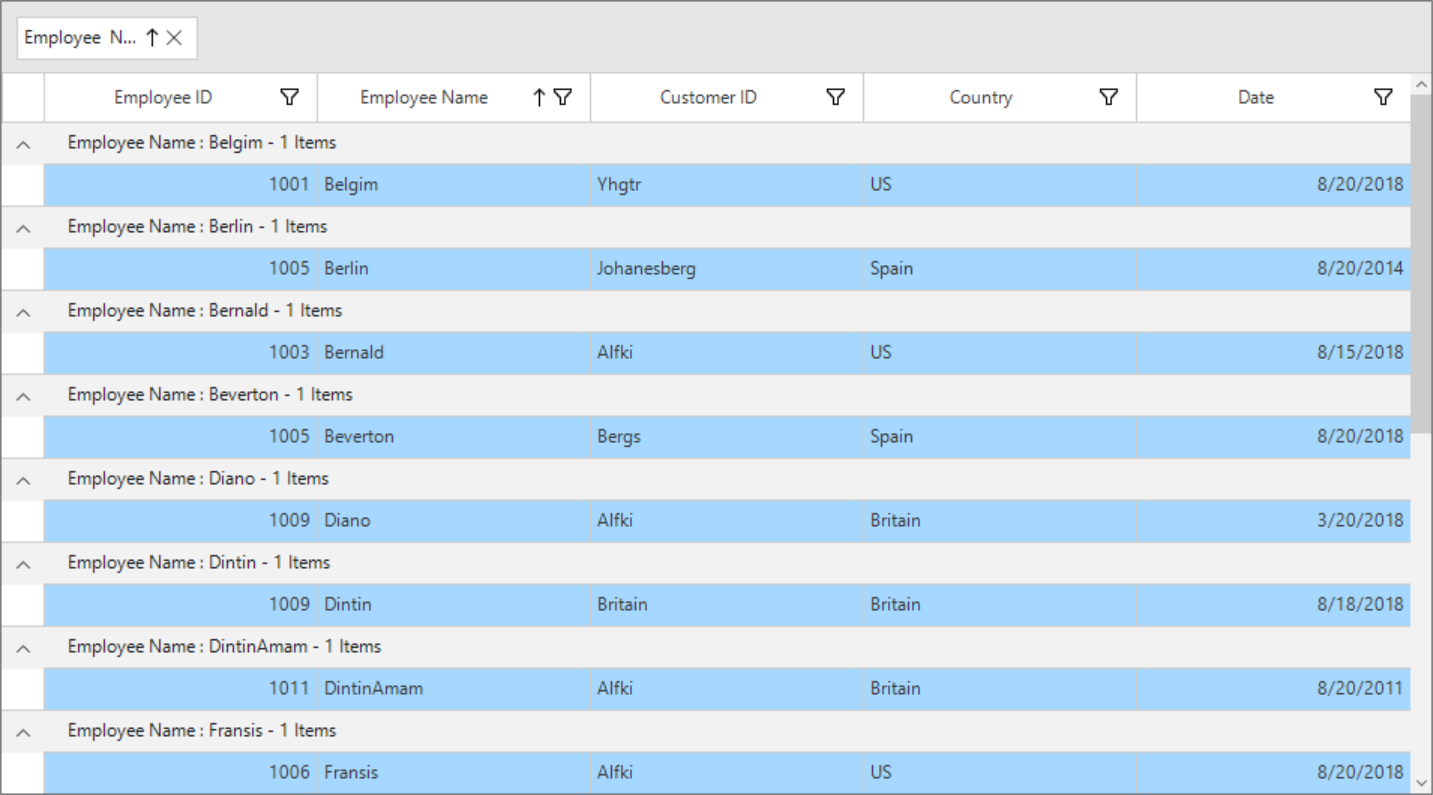 Employee N...
Employee ID Employee Name Customer ID Country Date
Employee Name : Belgim - 1 Items
1001 Belgim Yhgtr US 8/20/2018
Employee Name : Berlin - 1 Items
1005 Berlin Johanesberg Spain 8/20/2014
Employee Name : Bernald - 1 Items
1003 Bernald Alfki US 8/15/2018
Employee Name : Beverton - 1 Items
1005 Beverton Bergs Spain 8/20/2018
Employee Name : Diano - 1 Items
1009 Diano Alfki Britain 3/20/2018
Employee Name : Dintin - 1 Items
1009 Dintin Britain Britain 8/18/2018
Employee Name : DintinAmam - 1 Items
1011 DintinAmam Alfki Britain 8/20/2011
Employee Name : Fransis - 1 Items
1006 Fransis Alfki US 8/20/2018